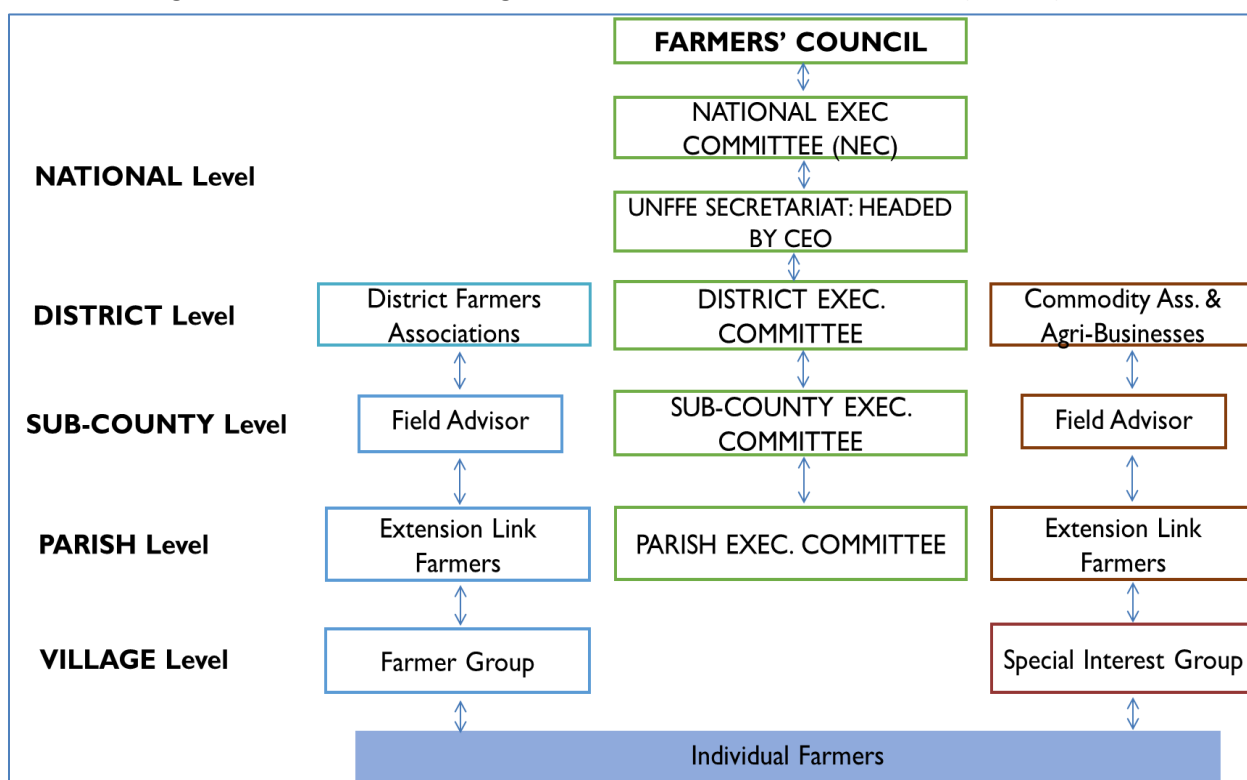 FARMERS’ COUNCIL
NATIONAL EXEC
COMMITTEE (NEC)
NATIONAL Level
UNFFE SECRETARIAT: HEADED
BY CEO
DISTRICT Level
District Farmers
Associations
DISTRICT EXEC.
COMMITTEE
Commodity Ass. &
Agri-Businesses
SUB-COUNTY Level
Field Advisor
SUB-COUNTY EXEC.
COMMITTEE
Field Advisor
PARISH Level
Extension Link
Farmers
PARISH EXEC. COMMITTEE
Extension Link
Farmers
VILLAGE Level
Farmer Group
Special Interest Group
Individual Farmers